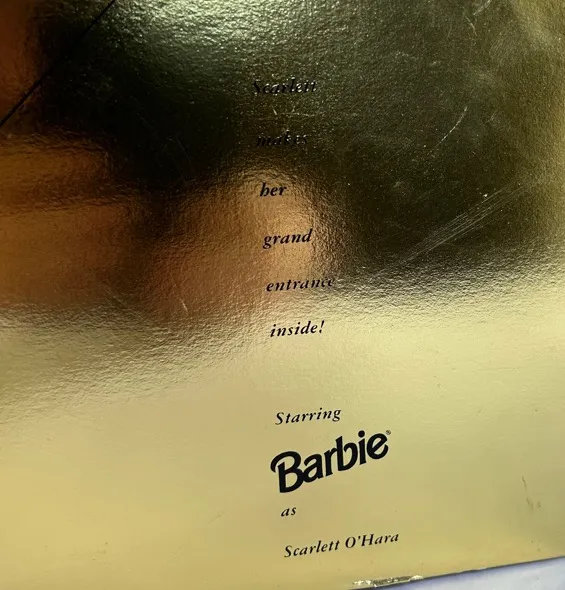 Scarlett
makes
her
grand
entrance
inside!
Starring
Barbie®
as
Scarlett O'Hara